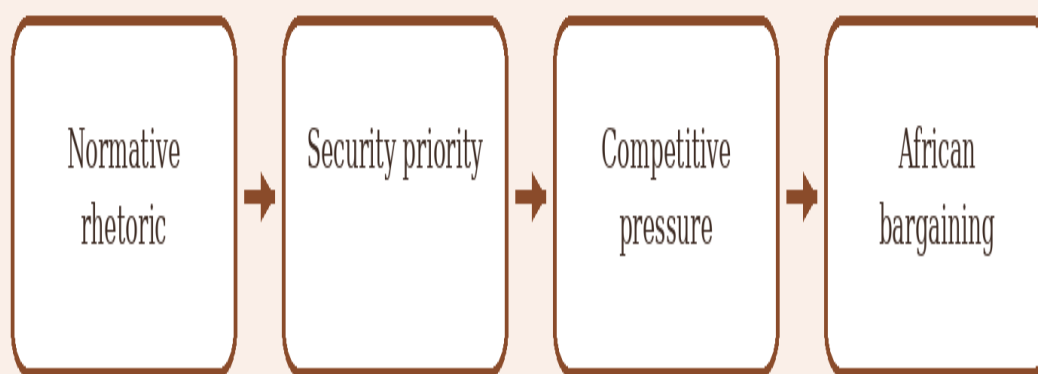 Normative
rhetoric
Security priority
Competitive
pressure
African
bargaining